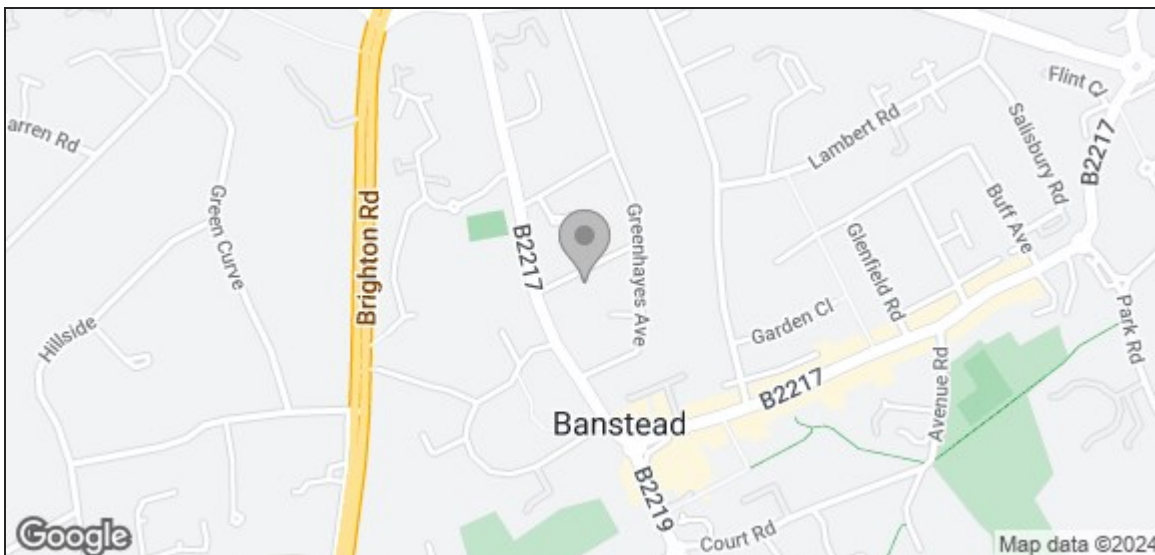 Flint Cl
B2217
Lambert Rd
Salisbury Rd
arren Rd
Green Curve
Brighton Rd
B2217
Greenhayes Ave
Buff Ave
Glenfield Rd
Hillside
Garden Cl
Park Rd
B2217
Avenue Rd
Banstead
B2219
Court Rd
Google
Map data ©2024